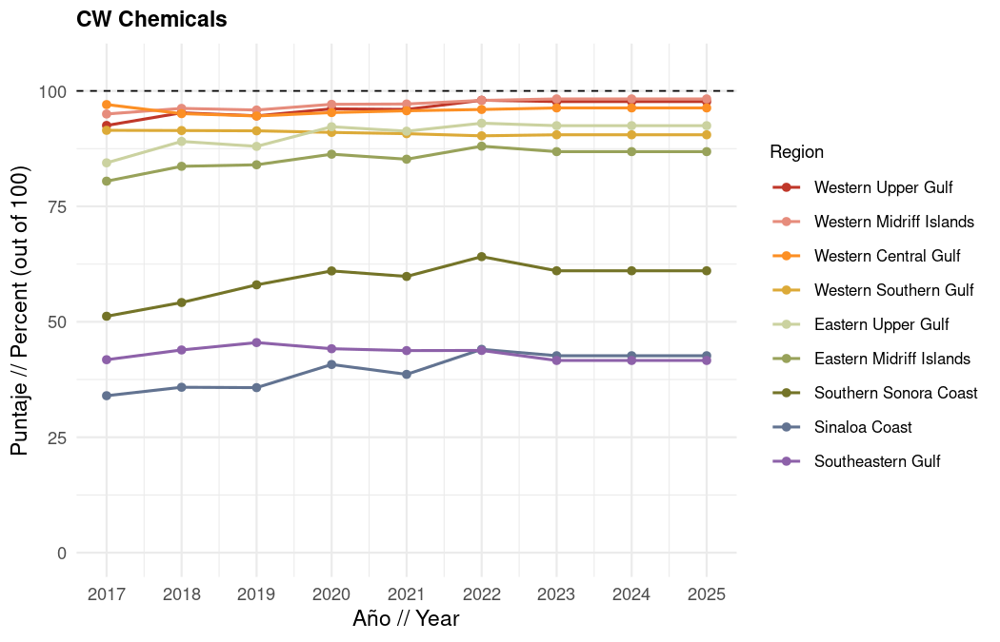 CW Chemicals
Puntaje // Percent (out of 100)
100
75
50
25
0
2017 2018 2019 2020 2021 2022 2023 2024 2025
Año // Year
Region
Western Upper Gulf
Western Midriff Islands
Western Central Gulf
Western Southern Gulf
Eastern Upper Gulf
Eastern Midriff Islands
Southern Sonora Coast
Sinaloa Coast
Southeastern Gulf